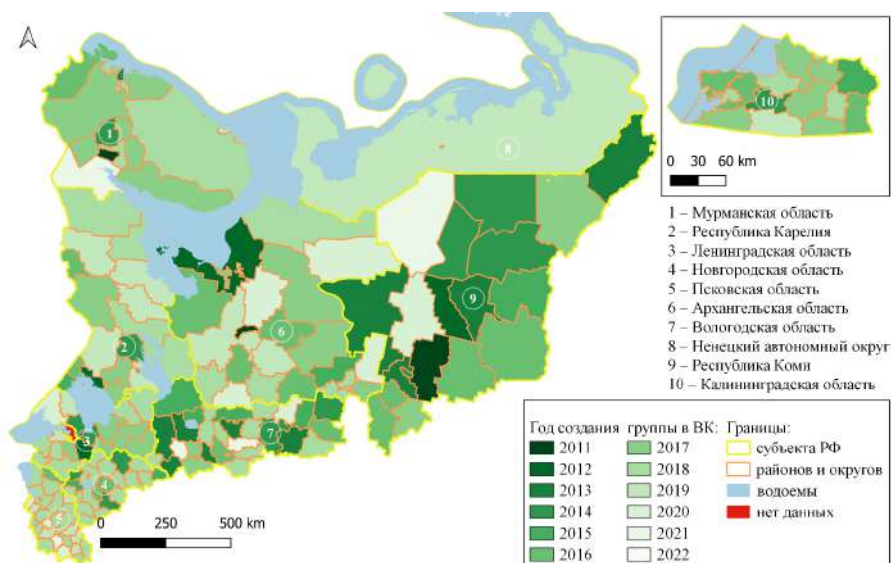 1
8
9
6
2
3
7
4
5
0 250 500 km
10
0 30 60 km
1 – Мурманская область
2 – Республика Карелия
3 – Ленинградская область
4 – Новгородская область
5 – Псковская область
6 – Архангельская область
7 – Вологодская область
8 – Ненецкий автономный округ
9 – Республика Коми
10 – Калининградская область
Год создания группы в ВК: Границы:
2011 2017 субъекта РФ
2012 2018 районов и округов
2013 2019 водоемы
2014 2020 нет данных
2015 2021
2016 2022